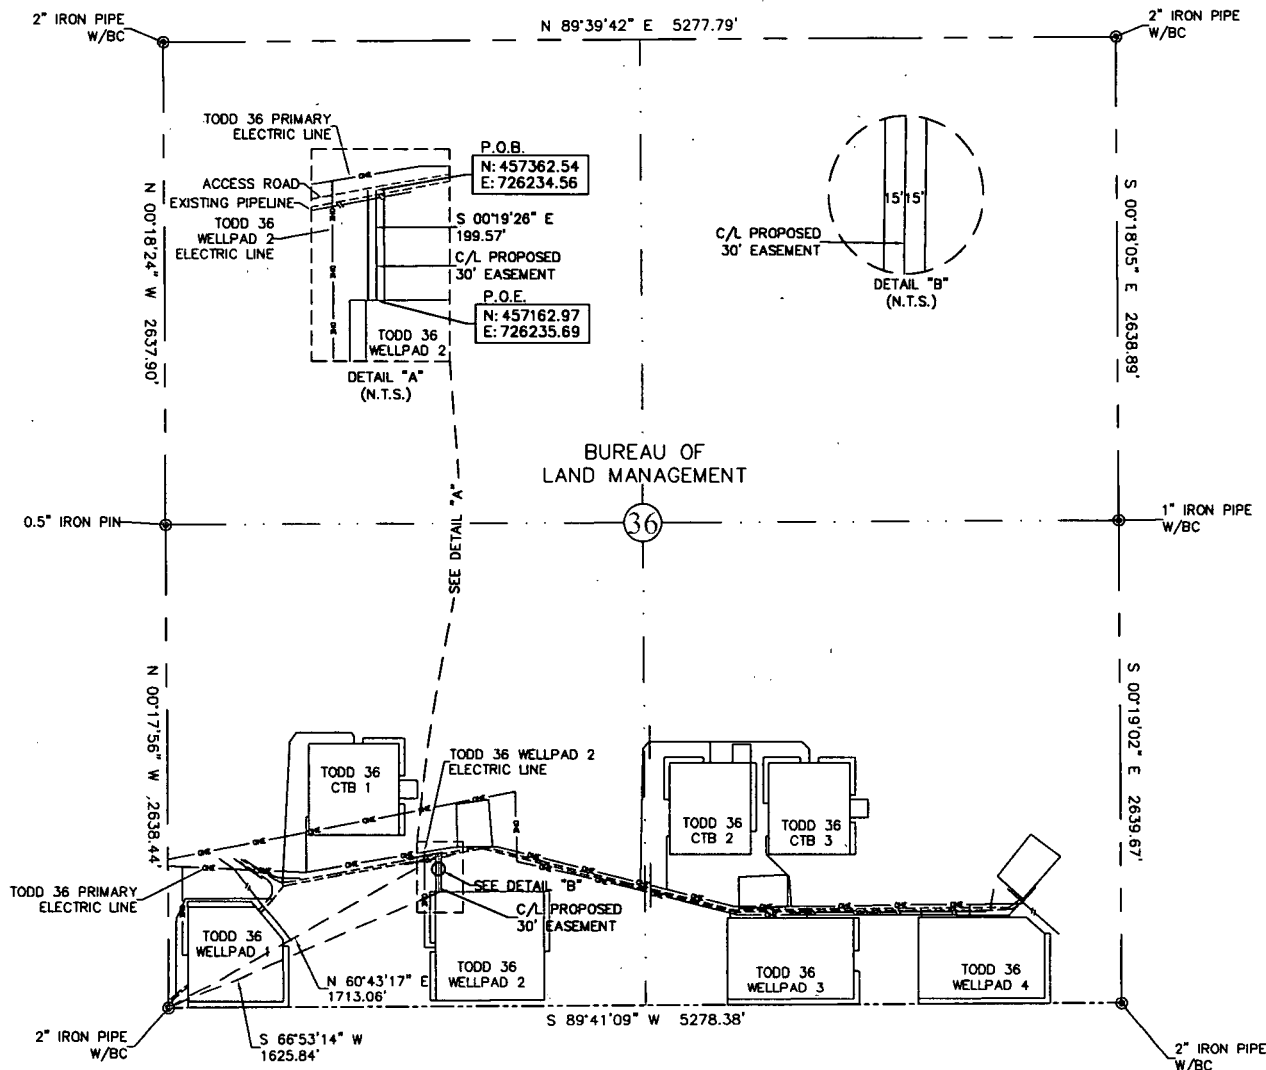 2" IRON PIPE
W/BC
N 89°39'42" E 5277.79'
2" IRON PIPE
W/BC
TODD 36 PRIMARY
ELECTRIC LINE
P.O.B.
N: 457362.54
E: 726234.56
ACCESS ROAD
EXISTING PIPELINE
TODD 36
WELLPAD 2
ELECTRIC LINE
S 00°19'26" E
199.57'
C/L PROPOSED
30' EASEMENT
P.O.E.
N: 457162.97
E: 726235.69
TODD 36
WELLPAD 2
DETAIL "A"
(N.T.S.)
15' 15'
C/L PROPOSED
30' EASEMENT
DETAIL "B"
(N.T.S.)
N 00°18'24" W 2637.90'
S 00°18'05" E 2638.89'
BUREAU OF
LAND MANAGEMENT
36
0.5" IRON PIN
1" IRON PIPE
W/BC
SEE DETAIL "A"
N 00°17'56" W 2638.44'
S 00°19'02" E 2639.67'
TODD 36
CTB 1
TODD 36 WELLPAD 2
ELECTRIC LINE
TODD 36
CTB 2
TODD 36
CTB 3
TODD 36 PRIMARY
ELECTRIC LINE
SEE DETAIL "B"
C/L PROPOSED
30' EASEMENT
TODD 36
WELLPAD 1
N 60°43'17" E
1713.06'
TODD 36
WELLPAD 2
TODD 36
WELLPAD 3
TODD 36
WELLPAD 4
S 89°41'09" W 5278.38'
2" IRON PIPE
W/BC
S 66°53'14" W
1625.84'
2" IRON PIPE
W/BC